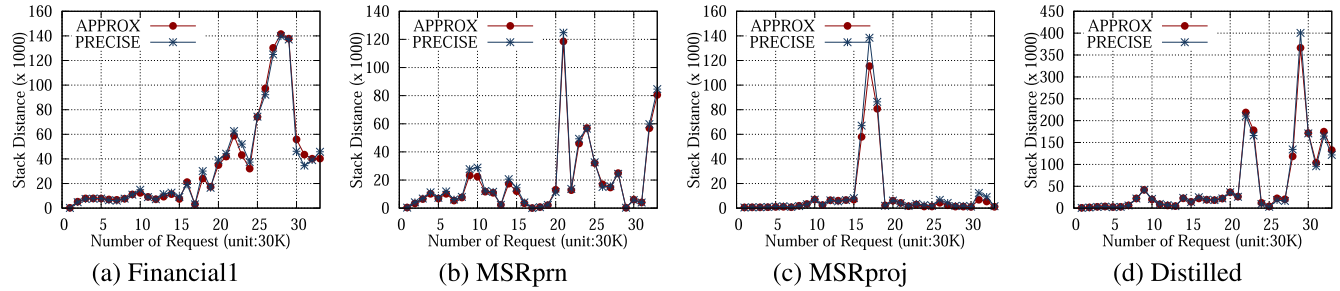 Stack Distance (x 1000)
160
140
120
100
80
60
40
20
0
APPROX
PRECISE
0 5 10 15 20 25 30
Number of Request (unit:30K)
(a) Financial1
Stack Distance (x 1000)
140
120
100
80
60
40
20
0
APPROX
PRECISE
0 5 10 15 20 25 30
Number of Request (unit:30K)
(b) MSRprn
Stack Distance (x 1000)
160
140
120
100
80
60
40
20
0
APPROX
PRECISE
0 5 10 15 20 25 30
Number of Request (unit:30K)
(c) MSRproj
Stack Distance (x 1000)
450
400
350
300
250
200
150
100
50
0
APPROX
PRECISE
0 5 10 15 20 25 30
Number of Request (unit:30K)
(d) Distilled